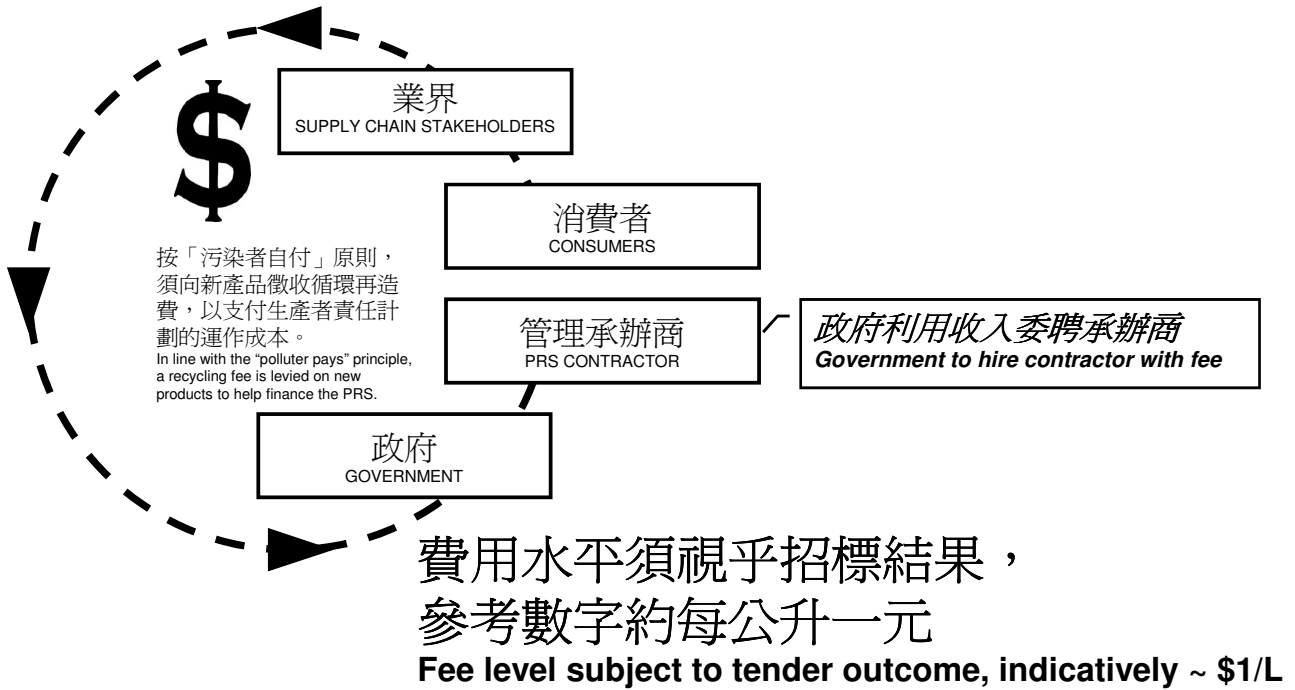 業界
SUPPLY CHAIN STAKEHOLDERS
$
消費者
CONSUMERS
按「污染者自付」原則，
須向新產品徵收循環再造
費，以支付生產者責任計
劃的運作成本。
In line with the “polluter pays” principle,
a recycling fee is levied on new
products to help finance the PRS.
管理承辦商
PRS CONTRACTOR
政府利用收入委聘承辦商
Government to hire contractor with fee
政府
GOVERNMENT
費用水平須視乎招標結果，
參考數字約每公升一元
Fee level subject to tender outcome, indicatively ~ $1/L